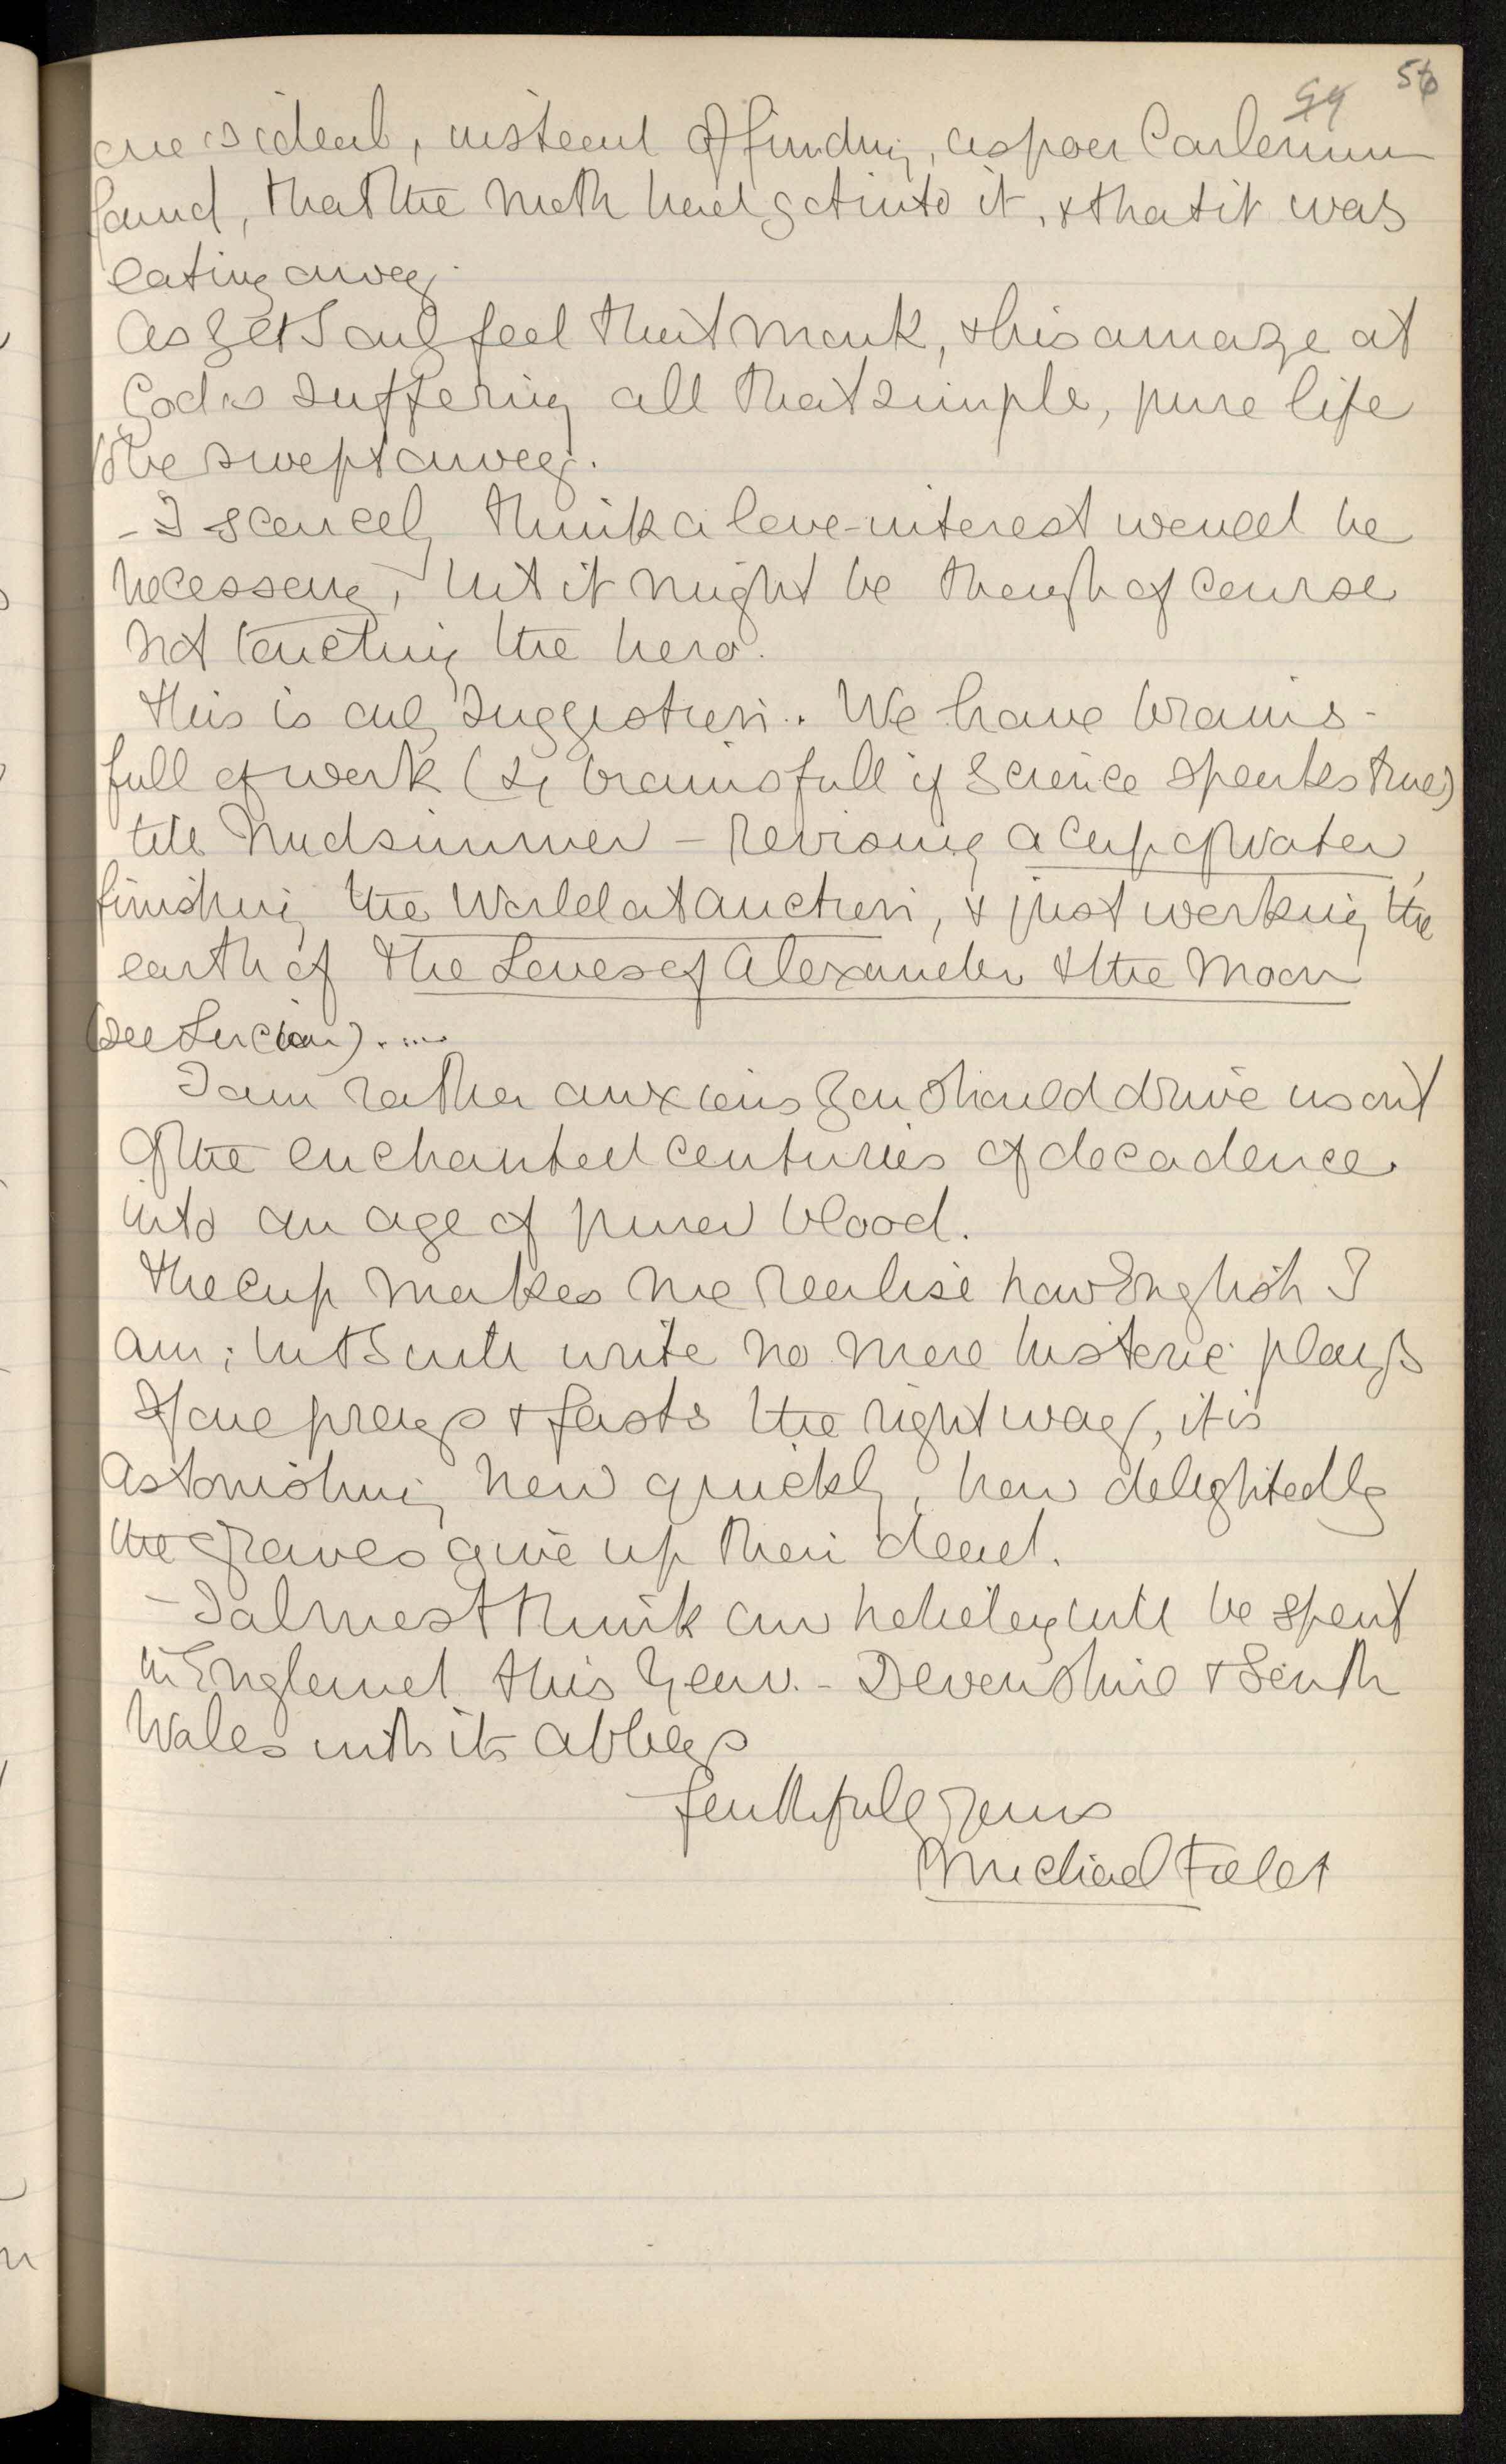 56
one's ideal, instead of finding, as poor
found, that the moth had got into it, & that it was
eating away.
As yet I only feel that monk, & his amaze at
God's suffering all that simple, pure life
to be swept away.
- I scarcely think a love-interest would be
necessary, but it might be though of course
not touching the hero.
This is only suggestion. We have brains-
full of work ( brainsfull if Science speaks true)
till Midsummer – revising A Cup of Water,
finishing the World at Auction, & just working the
earth of the Loves of Alexander & the Moon
(see Lucian). ....
I am rather anxious you should drive us out
of the enchanted centuries of decadence
into an age of purer blood.
The Cup makes me realise how English I
am; but I will write no more historic plays
If one prays & fasts the right way, it is
astonishing how quickly, how delightedly
the graves give up their dead.
- I almost think our holiday will be spent
in England this year. - Devonshire & South
Wales with its abbeys
faithfully yours
Michael Field